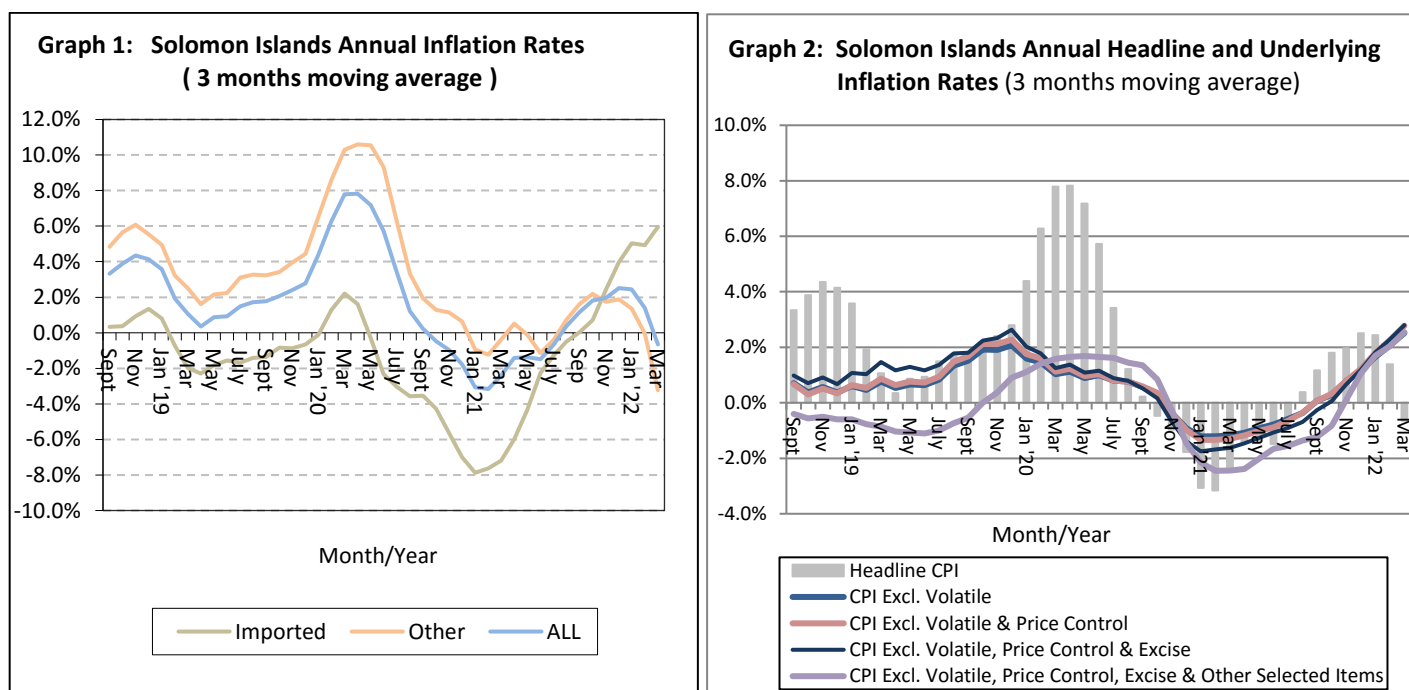 Graph 1: Solomon Islands Annual Inflation Rates
( 3 months moving average )
12.0%
10.0%
8.0%
6.0%
4.0%
2.0%
0.0%
-2.0%
-4.0%
-6.0%
-8.0%
-10.0%
Sept
Nov
Jan '19
Mar
May
July
Sept
Nov
Jan '20
Mar
May
July
Sept
Nov
Jan '21
Mar
May
July
Sept
Nov
Jan '22
Mar
Month/Year
Imported Other ALL
Graph 2: Solomon Islands Annual Headline and Underlying
Inflation Rates (3 months moving average)
10.0%
8.0%
6.0%
4.0%
2.0%
0.0%
-2.0%
-4.0%
Sept
Nov
Jan '19
Mar
May
July
Sept
Nov
Jan '20
Mar
May
July
Sept
Nov
Jan '21
Mar
May
July
Sept
Nov
Jan '22
Mar
Month/Year
Headline CPI
CPI Excl. Volatile
CPI Excl. Volatile & Price Control
CPI Excl. Volatile, Price Control & Excise
CPI Excl. Volatile, Price Control, Excise & Other Selected Items